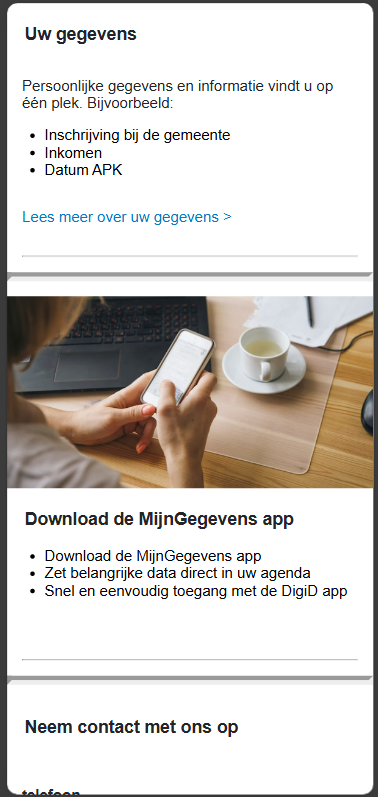 Uw gegevens
Persoonlijke gegevens en informatie vindt u op
één plek. Bijvoorbeeld:
• Inschrijving bij de gemeente
• Inkomen
• Datum APK
Lees meer over uw gegevens >
Download de MijnGegevens app
• Download de MijnGegevens app
• Zet belangrijke data direct in uw agenda
• Snel en eenvoudig toegang met de DigiD app
Neem contact met ons op
telefoon